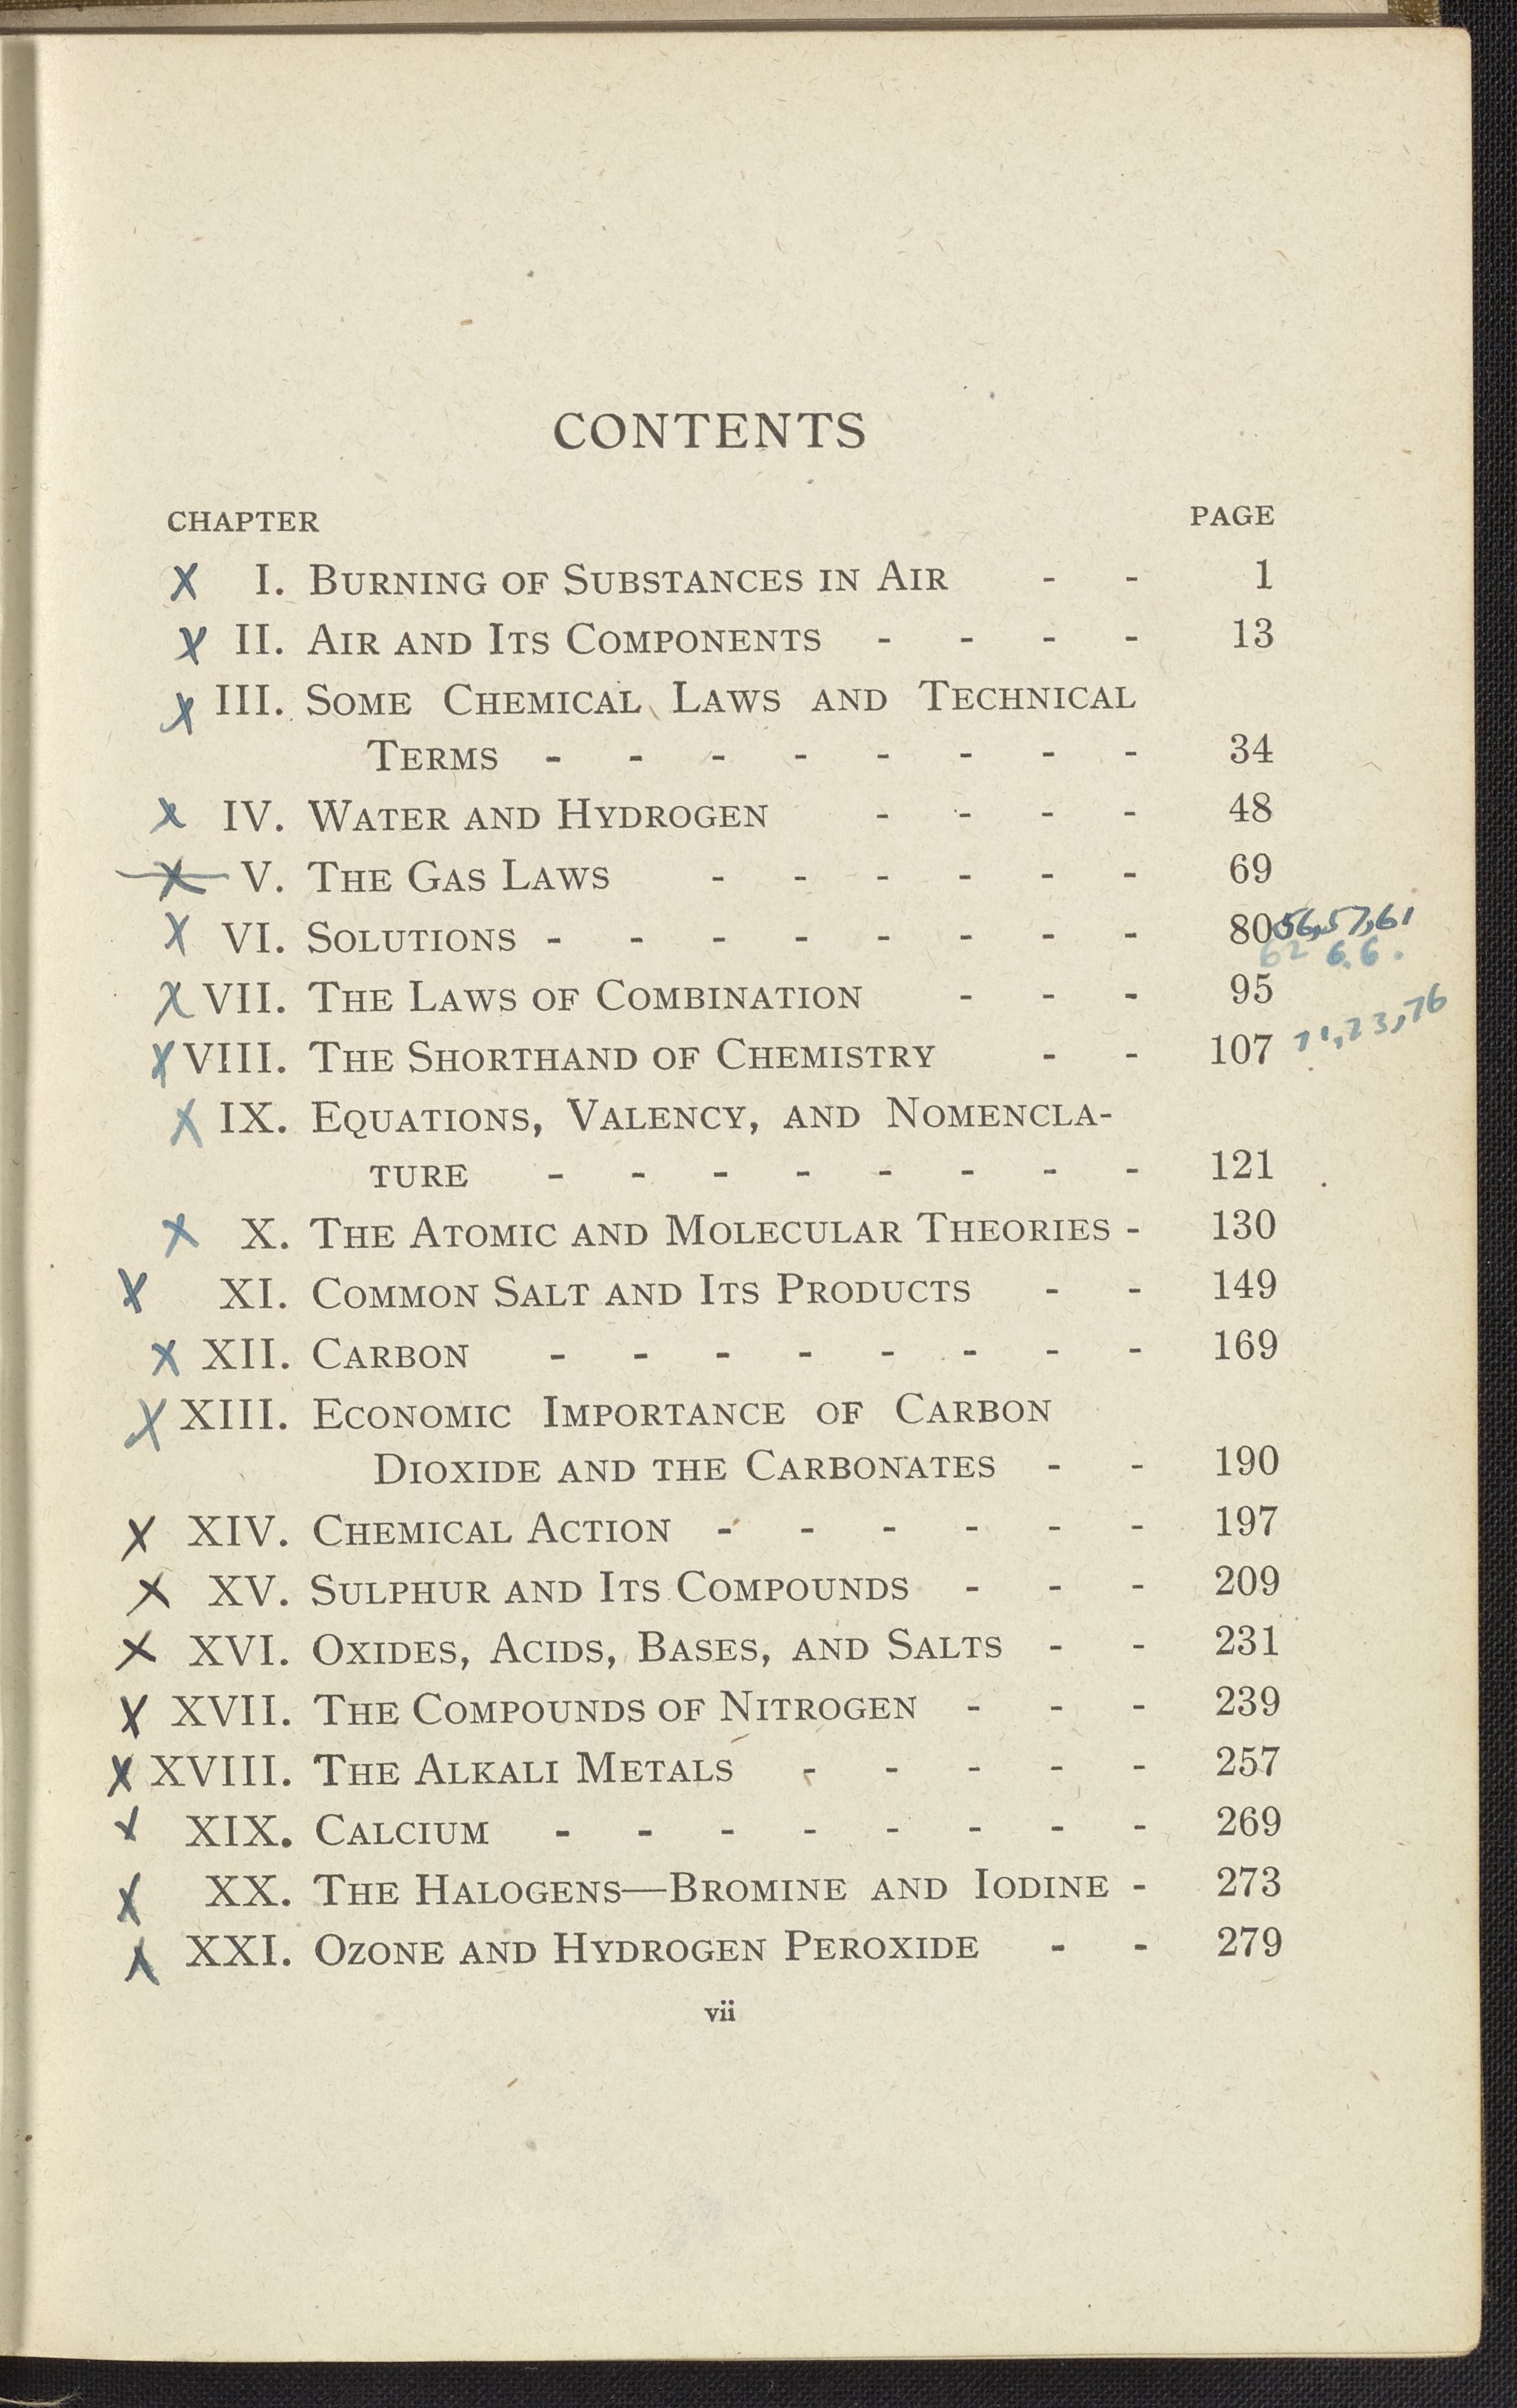 CONTENTS
CHAPTER PAGE
X I. BURNING OF SUBSTANCES IN AIR - - 1
X II. AIR AND ITS COMPONENTS - - - - 13
X III. SOME CHEMICAL LAWS AND TECHNICAL
TERMS - - - - - - - - 34
X IV. WATER AND HYDROGEN - - - - 48
X V. THE GAS LAWS - - - - - - 69
X VI. SOLUTIONS - - - - - - - - 80 56,57,61
62 6.6.
X VII. THE LAWS OF COMBINATION - - - 95
X VIII. THE SHORTHAND OF CHEMISTRY - - 107 71,73,76
X IX. EQUATIONS, VALENCY, AND NOMENCLA-
TURE - - - - - - - - 121
X X. THE ATOMIC AND MOLECULAR THEORIES - 130
X XI. COMMON SALT AND ITS PRODUCTS - - 149
X XII. CARBON - - - - - - - - 169
X XIII. ECONOMIC IMPORTANCE OF CARBON
DIOXIDE AND THE CARBONATES - - 190
X XIV. CHEMICAL ACTION - - - - - - 197
X XV. SULPHUR AND ITS COMPOUNDS - - - 209
X XVI. OXIDES, ACIDS, BASES, AND SALTS - - 231
X XVII. THE COMPOUNDS OF NITROGEN - - - 239
X XVIII. THE ALKALI METALS - - - - - 257
X XIX. CALCIUM - - - - - - - - 269
X XX. THE HALOGENS—BROMINE AND IODINE - 273
X XXI. OZONE AND HYDROGEN PEROXIDE - - 279
vii